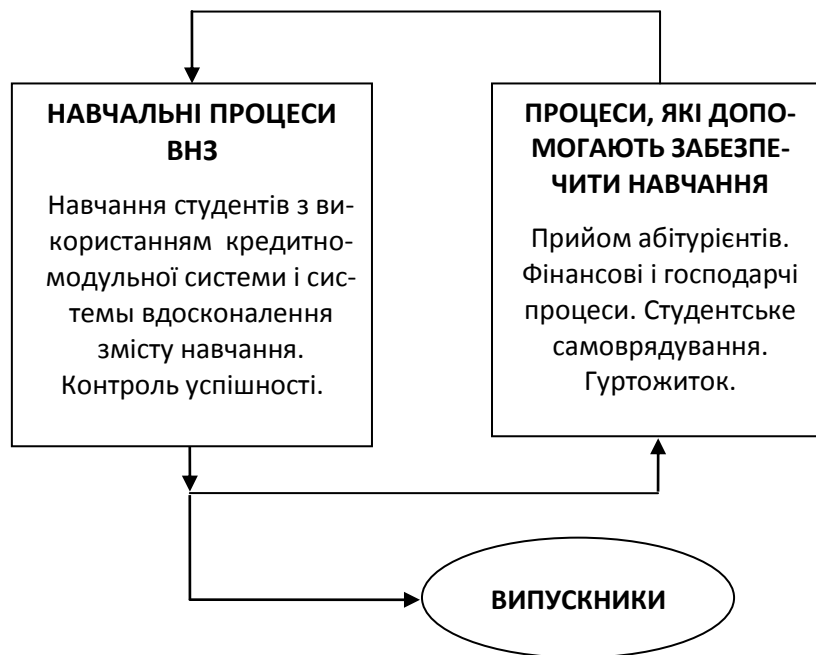 НАВЧАЛЬНІ ПРОЦЕСИ
ВНЗ
Навчання студентів з ви-
користанням кредитно-
модульної системи і сис-
темы вдосконалення
змісту навчання.
Контроль успішності.
ПРОЦЕСИ, ЯКІ ДОПО-
МОГАЮТЬ ЗАБЕЗПЕ-
ЧИТИ НАВЧАННЯ
Прийом абітурієнтів.
Фінансові і господарчі
процеси. Студентське
самоврядування.
Гуртожиток.
ВИПУСКНИКИ